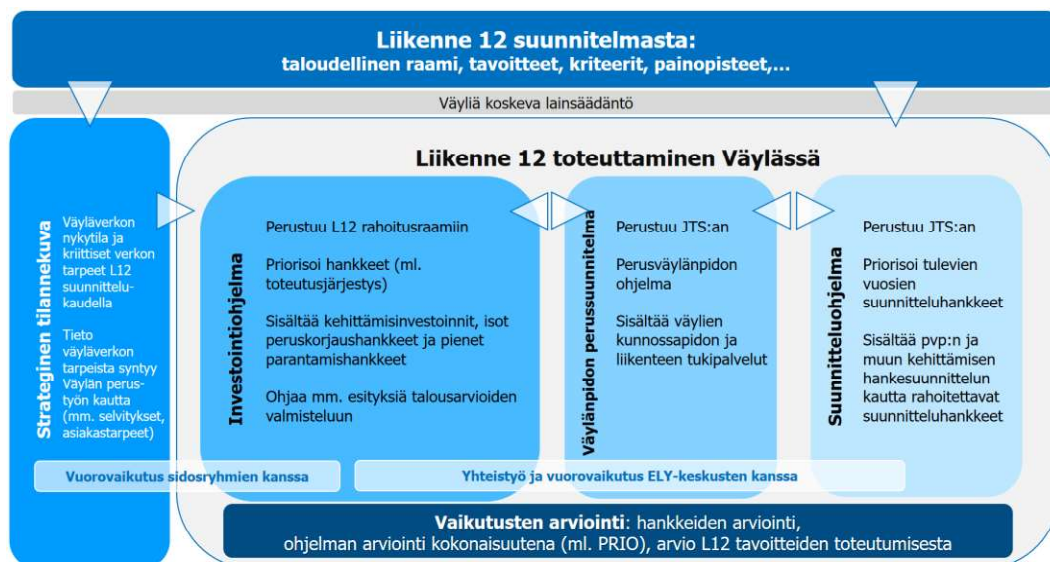 Liikenne 12 suunnitelmasta:
taloudellinen raami, tavoitteet, kriteerit, painopisteet,...
Väyliä koskeva lainsäädäntö
Liikenne 12 toteuttaminen Väylässä
Strateginen tilannekuva
Väyläverkon
nykytila ja
kriittiset verkon
tarpeet L12
suunnittelu-
kaudella
Tieto
väyläverkon
tarpeista syntyy
Väylän perus-
työn kautta
(mm. selvitykset,
asiakastarpeet)
Investointiohjelma
Perustuu L12 rahoitusraamiin
Priorisoi hankkeet (ml.
toteutusjärjestys)
Sisältää kehittämisinvestoinnit, isot
peruskorjaushankkeet ja pienet
parantamishankkeet
Ohjaa mm. esityksiä talousarvioiden
valmisteluun
Väylänpidon perussuunnitelma
Perustuu JTS:an
Perusväylänpidon
ohjelma
Sisältää väylien
kunnossapidon ja
liikenteen tukipalvelut
Suunnitteluohjelma
Perustuu JTS:an
Priorisoi tulevien
vuosien
suunnitteluhankkeet
Sisältää pvp:n ja
muun kehittämisen
hankesuunnittelun
kautta rahoitettavat
suunnitteluhankkeet
Vuorovaikutus sidosryhmien kanssa
Yhteistyö ja vuorovaikutus ELY-keskusten kanssa
Vaikutusten arviointi: hankkeiden arviointi,
ohjelman arviointi kokonaisuutena (ml. PRIO), arvio L12 tavoitteiden toteutumisesta